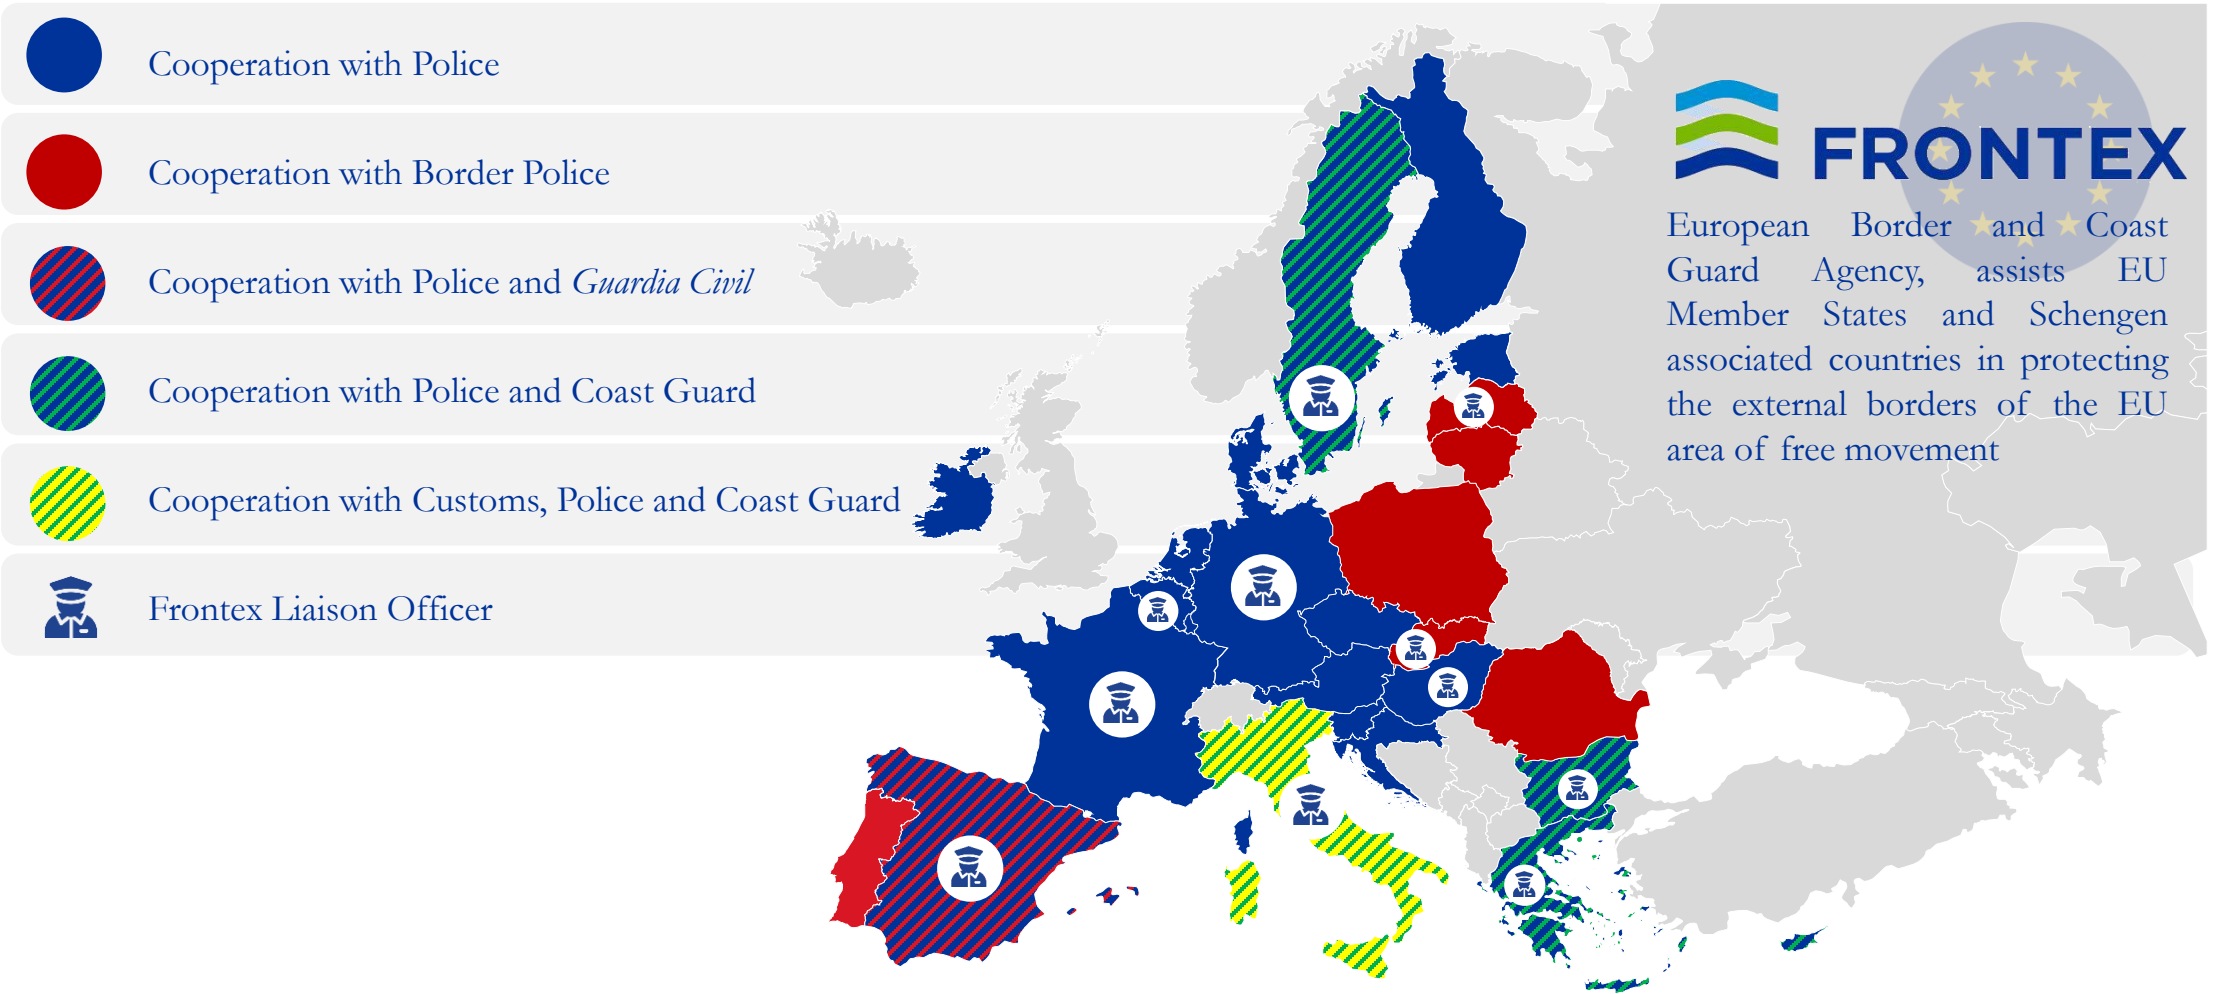 Cooperation with Police
Cooperation with Border Police
Cooperation with Police and Guardia Civil
Cooperation with Police and Coast Guard
Cooperation with Customs, Police and Coast Guard
Frontex Liaison Officer
FRONTEX
European Border and Coast
Guard Agency, assists EU
Member States and Schengen
associated countries in protecting
the external borders of the EU
area of free movement